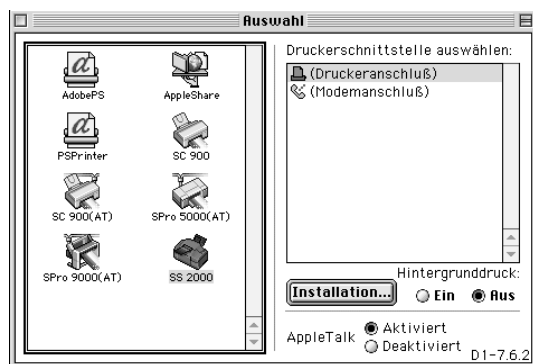 Auswahl
AdobePS
AppleShare
PSPrinter
SC 900
SC 900(AT)
SPro 5000(AT)
SPro 9000(AT)
SS 2000
Druckerschnittstelle auswählen:
(Druckeranschluß)
(Modemanschluß)
Hintergrunddruck:
Installation...
Ein
Aus
AppleTalk
Aktiviert
Deaktiviert
D1-7.6.2